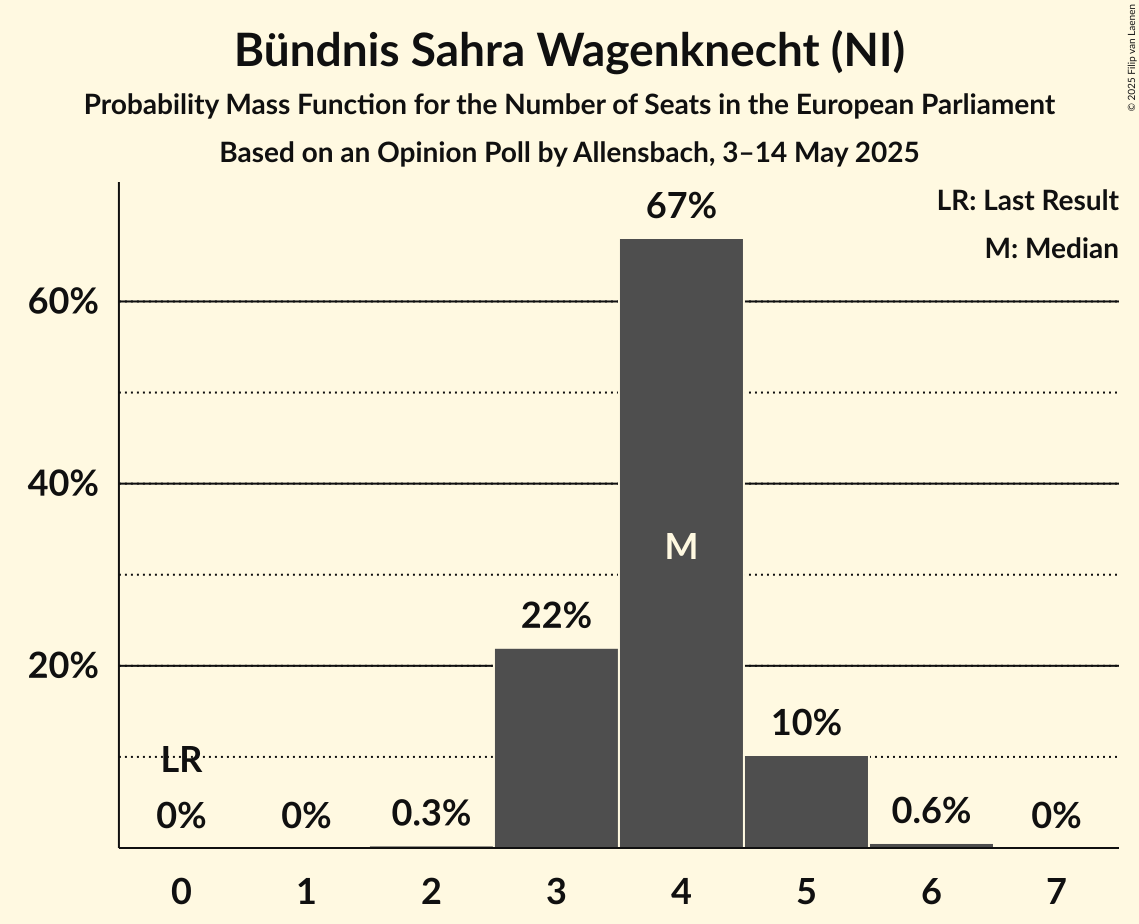 Bündnis Sahra Wagenknecht (NI)
Probability Mass Function for the Number of Seats in the European Parliament
Based on an Opinion Poll by Allensbach, 3–14 May 2025
© 2025 Filip van Laenen
LR: Last Result
M: Median
67%
60%
40%
M
22%
20%
10%
LR
0%
0%
0.3%
0.6%
0%
0 1 2 3 4 5 6 7